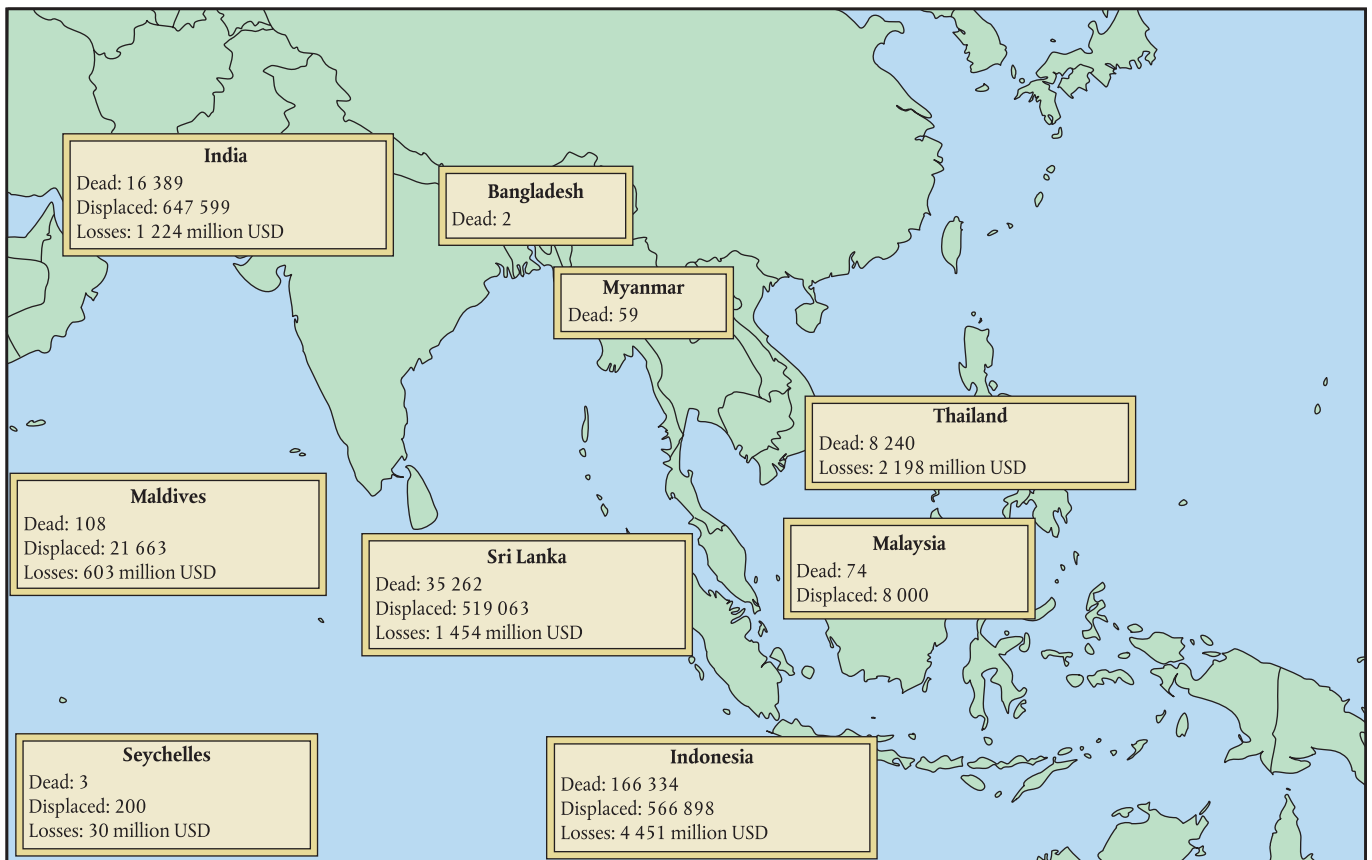 India
Dead: 16 389
Displaced: 647 599
Losses: 1 224 million USD
Bangladesh
Dead: 2
Myanmar
Dead: 59
Thailand
Dead: 8 240
Losses: 2 198 million USD
Maldives
Dead: 108
Displaced: 21 663
Losses: 603 million USD
Sri Lanka
Dead: 35 262
Displaced: 519 063
Losses: 1 454 million USD
Malaysia
Dead: 74
Displaced: 8 000
Seychelles
Dead: 3
Displaced: 200
Losses: 30 million USD
Indonesia
Dead: 166 334
Displaced: 566 898
Losses: 4 451 million USD